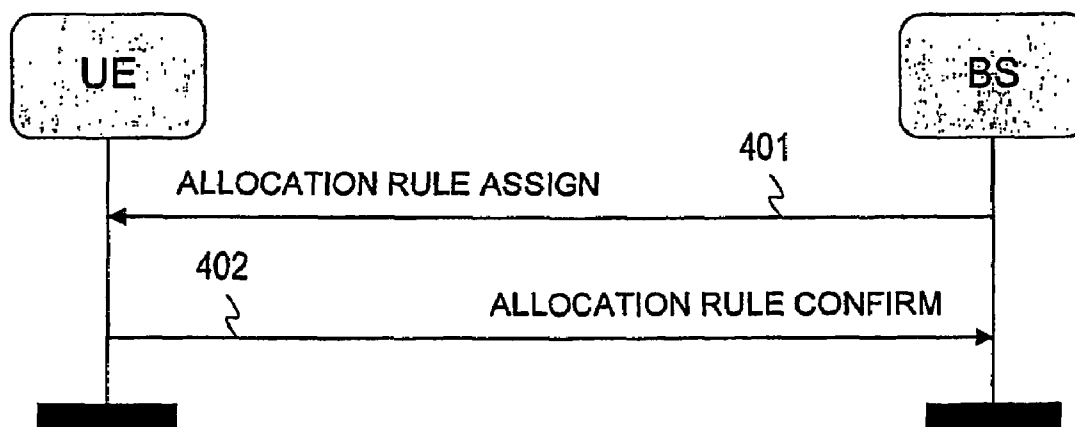 UE
BS
401
ALLOCATION RULE ASSIGN
402
ALLOCATION RULE CONFIRM